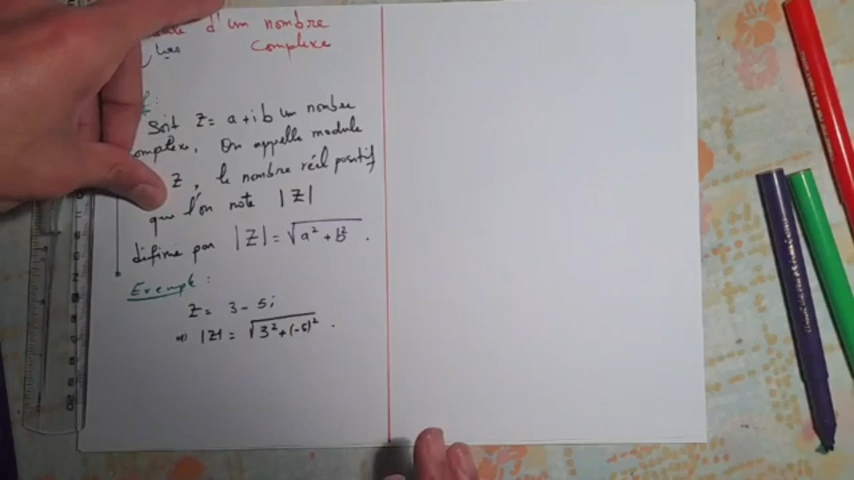 d'un nombre
complexe
Soit Z = a + i b un nombre
complexe, On appelle module
Z, le nombre réel positif
que l'on note |Z|
défini par |Z| = √(a² + b²).
Exemple :
Z = 3 - 5i
⇒ |Z| = √(3² + (-5)²).